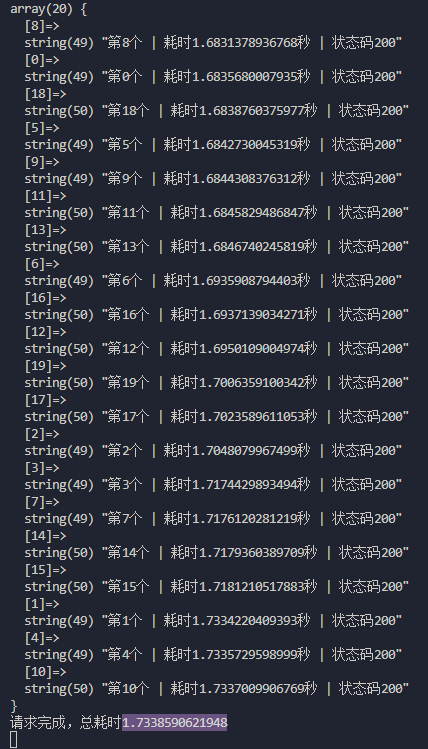 array(20) {
[8]=>
string(49) "第8个 | 耗时1.6831378936768秒 | 状态码200"
[0]=>
string(49) "第0个 | 耗时1.6835680007935秒 | 状态码200"
[18]=>
string(50) "第18个 | 耗时1.6838760375977秒 | 状态码200"
[5]=>
string(49) "第5个 | 耗时1.6842730045319秒 | 状态码200"
[9]=>
string(49) "第9个 | 耗时1.6844308376312秒 | 状态码200"
[11]=>
string(50) "第11个 | 耗时1.6845829486847秒 | 状态码200"
[13]=>
string(50) "第13个 | 耗时1.6846740245819秒 | 状态码200"
[6]=>
string(49) "第6个 | 耗时1.6935908794403秒 | 状态码200"
[16]=>
string(50) "第16个 | 耗时1.6937139034271秒 | 状态码200"
[12]=>
string(50) "第12个 | 耗时1.6950109004974秒 | 状态码200"
[19]=>
string(50) "第19个 | 耗时1.7006359100342秒 | 状态码200"
[17]=>
string(50) "第17个 | 耗时1.7023589611053秒 | 状态码200"
[2]=>
string(49) "第2个 | 耗时1.7048079967499秒 | 状态码200"
[3]=>
string(49) "第3个 | 耗时1.7174429893494秒 | 状态码200"
[7]=>
string(49) "第7个 | 耗时1.7176120281219秒 | 状态码200"
[14]=>
string(50) "第14个 | 耗时1.7179360389709秒 | 状态码200"
[15]=>
string(50) "第15个 | 耗时1.7181210517883秒 | 状态码200"
[1]=>
string(49) "第1个 | 耗时1.7334220409393秒 | 状态码200"
[4]=>
string(49) "第4个 | 耗时1.7335729598999秒 | 状态码200"
[10]=>
string(50) "第10个 | 耗时1.7337009906769秒 | 状态码200"
}
请求完成，总耗时1.7338590621948